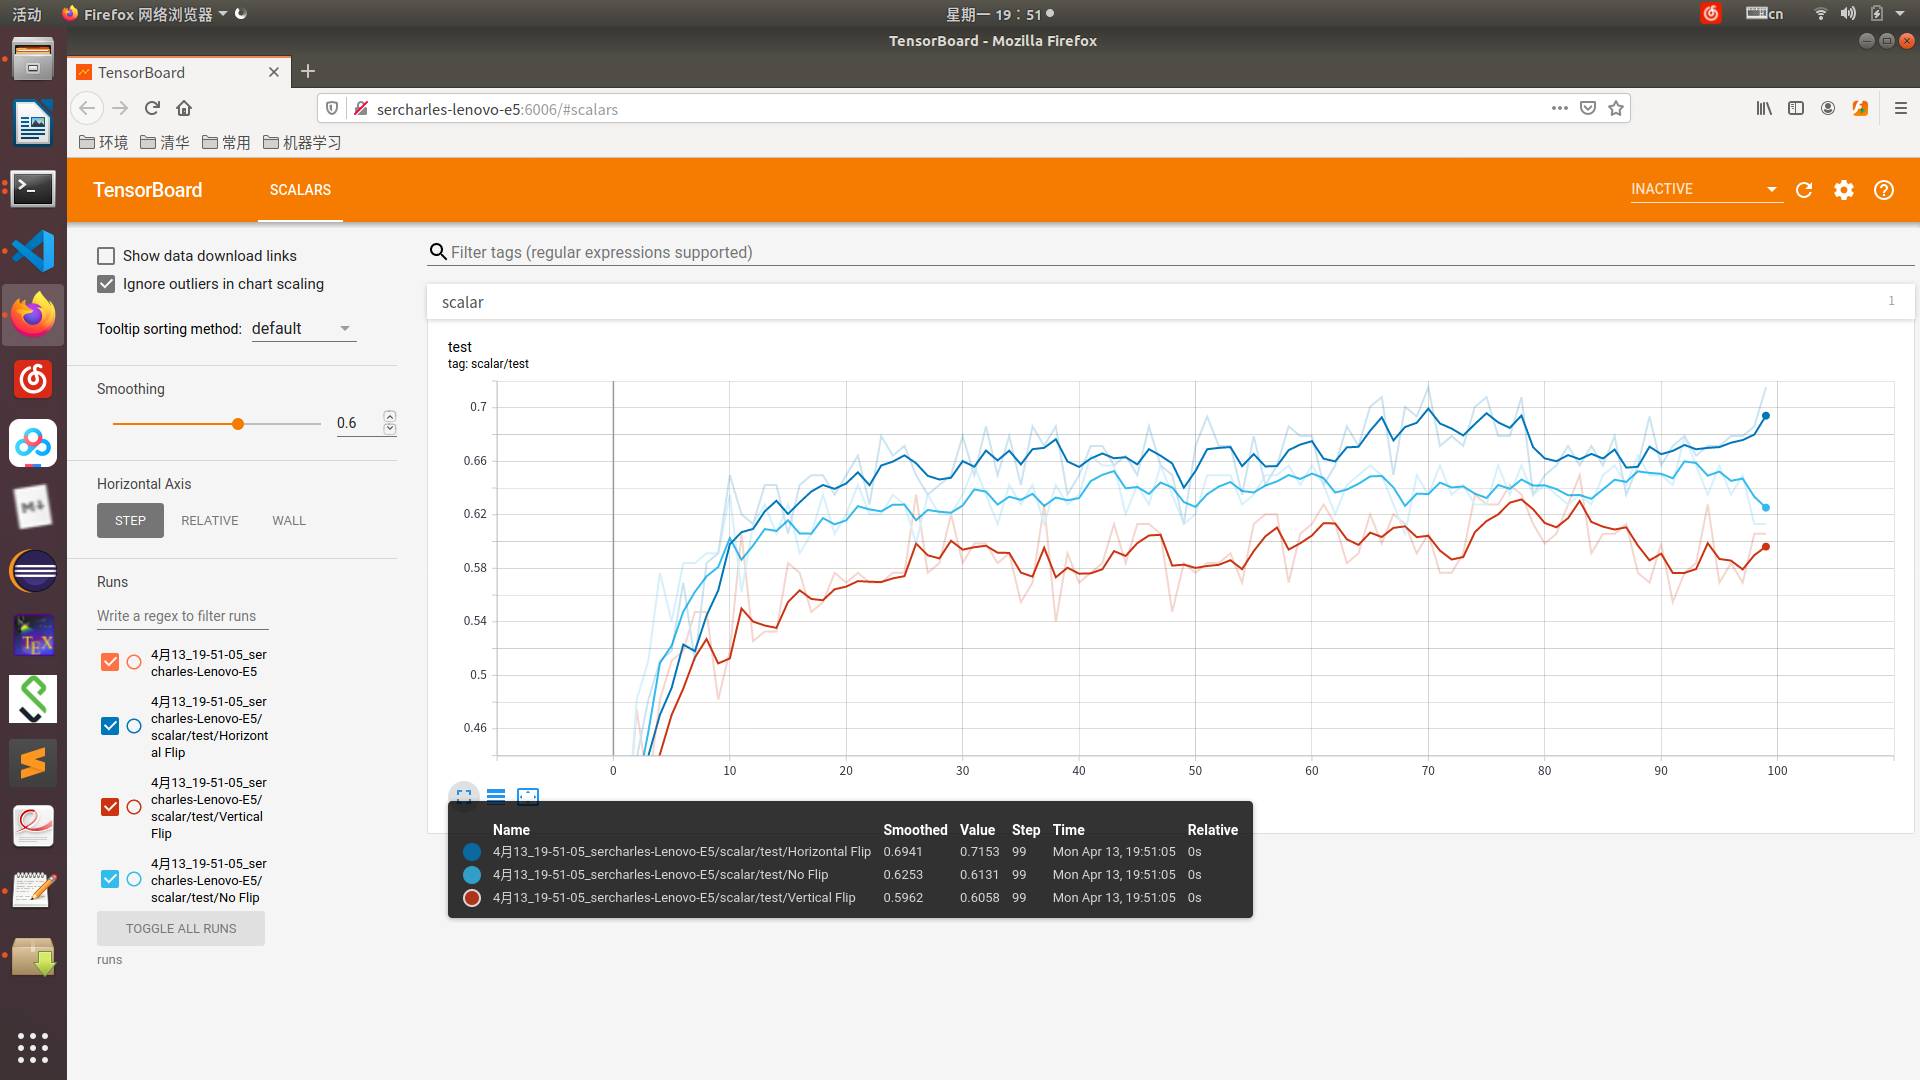 活动
Firefox 网络浏览器
星期一 19：51
cn
TensorBoard - Mozilla Firefox
TensorBoard
sercharles-lenovo-e5:6006/#scalars
环境 清华 常用 机器学习
TensorBoard
SCALARS
INACTIVE
Show data download links
Ignore outliers in chart scaling
Tooltip sorting method: default
Smoothing
0.6
Horizontal Axis
STEP RELATIVE WALL
Runs
Write a regex to filter runs
4月13_19-51-05_ser
charles-Lenovo-E5
4月13_19-51-05_ser
charles-Lenovo-E5/
scalar/test/Horizont
al Flip
4月13_19-51-05_ser
charles-Lenovo-E5/
scalar/test/Vertical
Flip
4月13_19-51-05_ser
charles-Lenovo-E5/
scalar/test/No Flip
TOGGLE ALL RUNS
runs
Filter tags (regular expressions supported)
scalar 1
test
tag: scalar/test
0.7
0.66
0.62
0.58
0.54
0.5
0.46
0 10 20 30 40 50 60 70 80 90 100
Name Smoothed Value Step Time Relative
4月13_19-51-05_sercharles-Lenovo-E5/scalar/test/Horizontal Flip 0.6941 0.7153 99 Mon Apr 13, 19:51:05 0s
4月13_19-51-05_sercharles-Lenovo-E5/scalar/test/No Flip 0.6253 0.6131 99 Mon Apr 13, 19:51:05 0s
4月13_19-51-05_sercharles-Lenovo-E5/scalar/test/Vertical Flip 0.5962 0.6058 99 Mon Apr 13, 19:51:05 0s
M
TEX